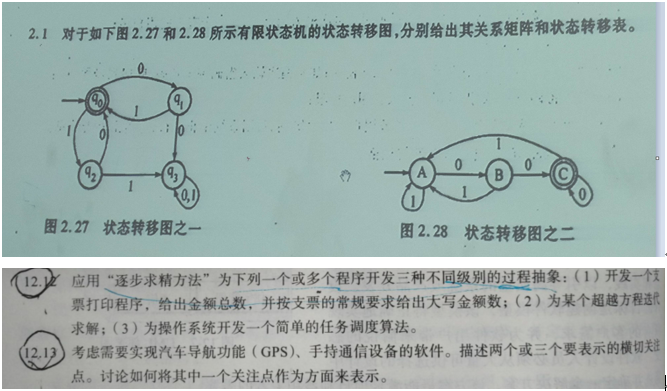 2.1 对于如下图2.27和2.28所示有限状态机的状态转移图,分别给出其关系矩阵和状态转移表。
0
q0
q1
1
1
0
0
q2
1
q3
0,1
图2.27 状态转移图之一
1
A
0
B
0
C
1
1
0
图2.28 状态转移图之二
12.12 应用“逐步求精方法”为下列一个或多个程序开发三种不同级别的过程抽象:(1)开发一个支
票打印程序,给出金额总数,并按支票的常规要求给出大写金额数;(2)为某个超越方程迭代
求解;(3)为操作系统开发一个简单的任务调度算法。
12.13 考虑需要实现汽车导航功能(GPS)、手持通信设备的软件。描述两个或三个要表示的横切关注
点。讨论如何将其中一个关注点作为方面来表示。